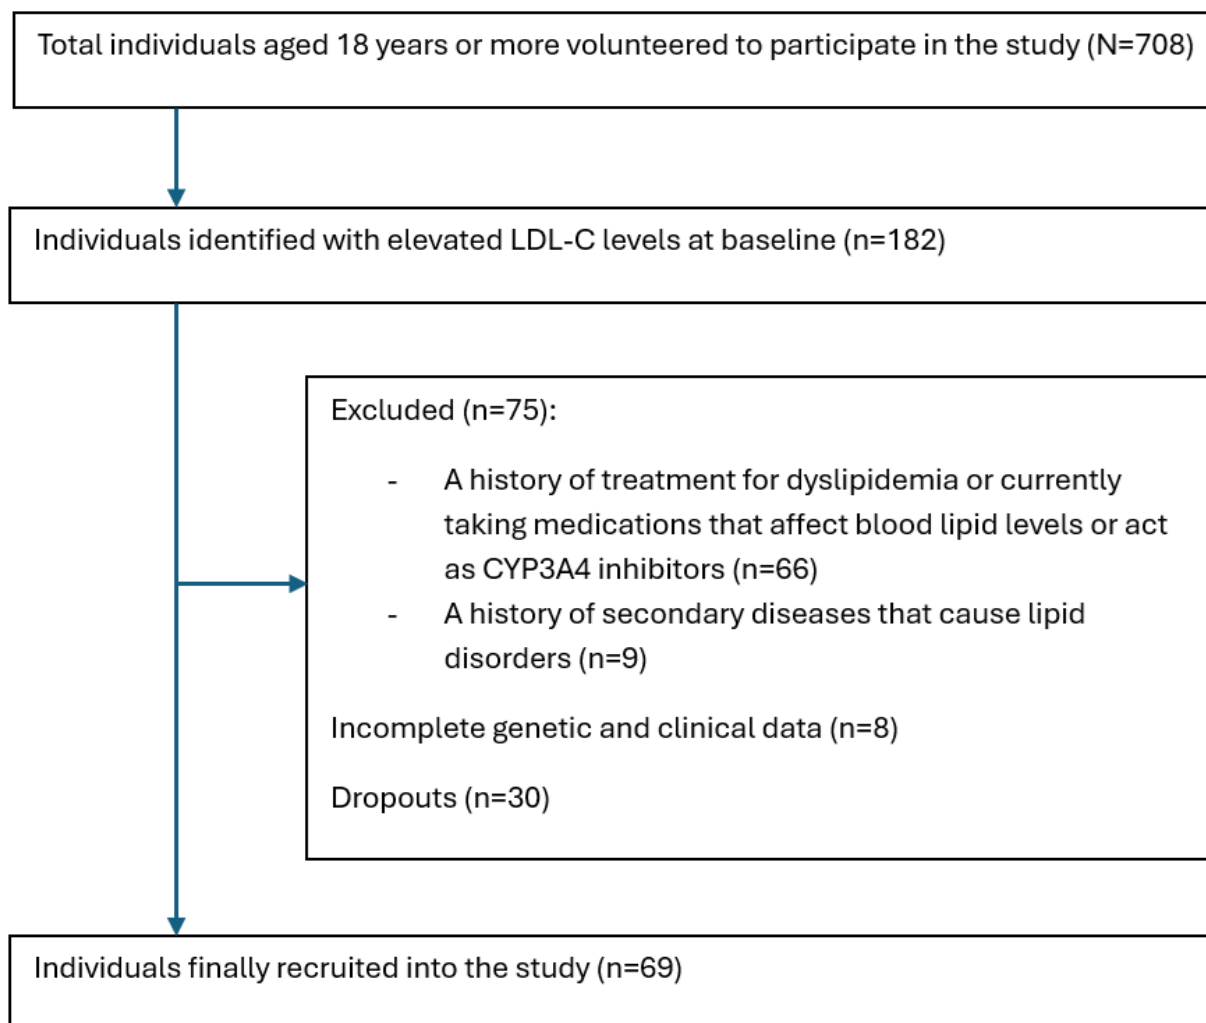 Total individuals aged 18 years or more volunteered to participate in the study (N=708)
Individuals identified with elevated LDL-C levels at baseline (n=182)
Excluded (n=75):
- A history of treatment for dyslipidemia or currently
taking medications that affect blood lipid levels or act
as CYP3A4 inhibitors (n=66)
- A history of secondary diseases that cause lipid
disorders (n=9)
Incomplete genetic and clinical data (n=8)
Dropouts (n=30)
Individuals finally recruited into the study (n=69)